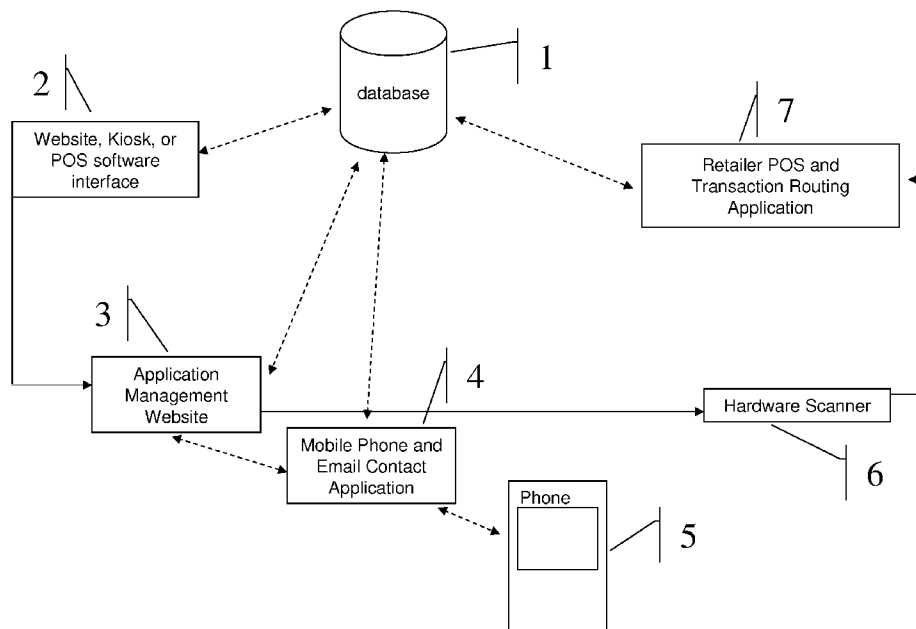 1
database
2
Website, Kiosk, or
POS software
interface
7
Retailer POS and
Transaction Routing
Application
3
Application
Management
Website
4
Mobile Phone and
Email Contact
Application
Hardware Scanner
6
Phone
5